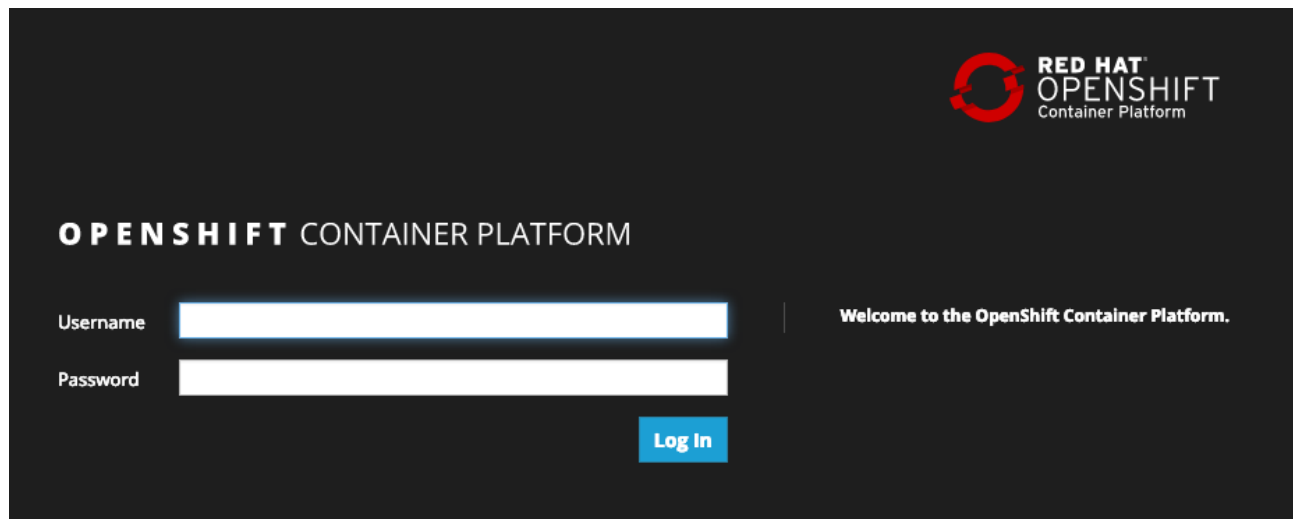 RED HAT
OPENSHIFT
Container Platform
OPENSHIFT CONTAINER PLATFORM
Username
Welcome to the OpenShift Container Platform.
Password
Log In